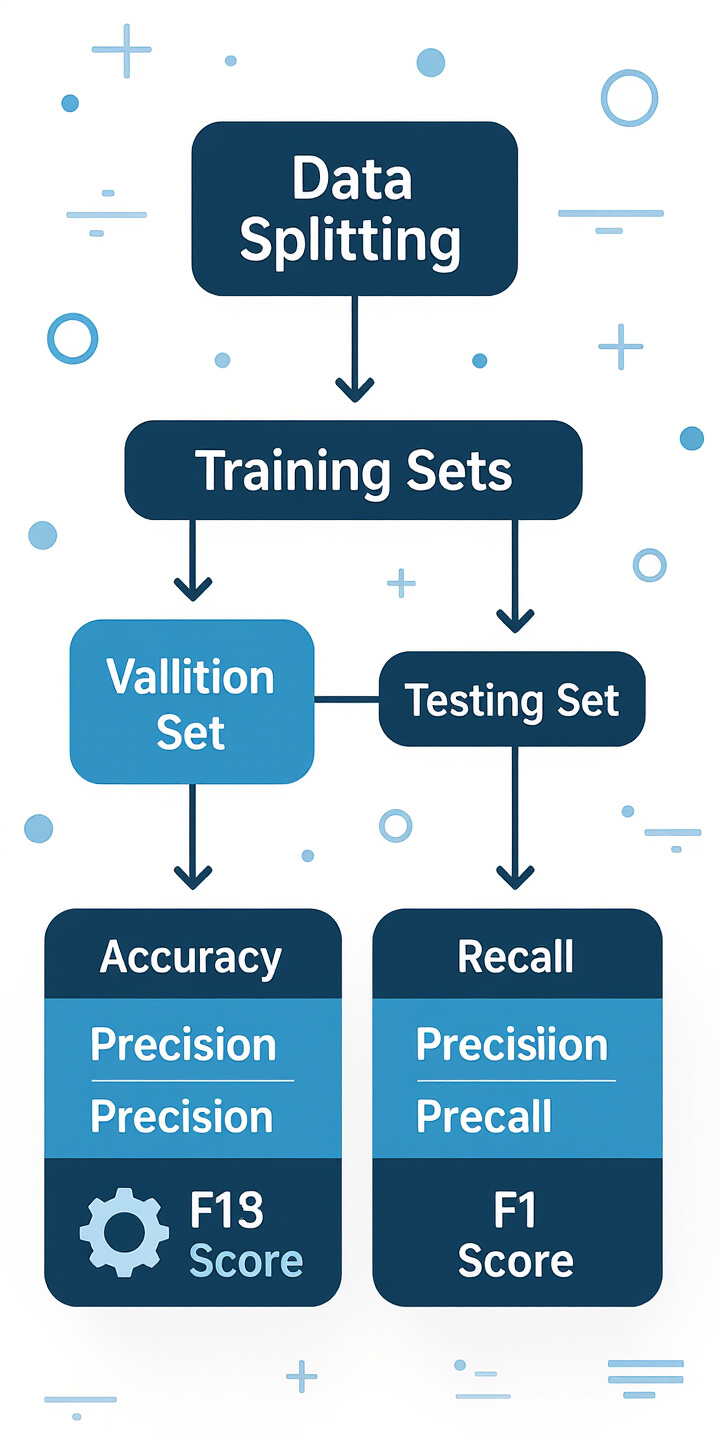 Data
Splitting
Training Sets
Vallition
Set
Testing Set
Accuracy
Precision
Precision
F13
Score
Recall
Precisiion
Precall
F1
Score